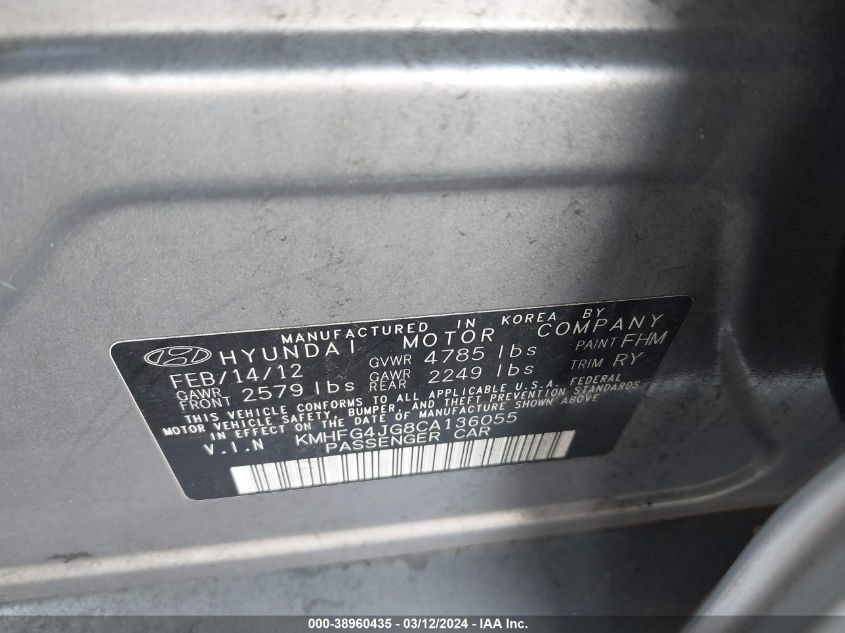 MANUFACTURED IN KOREA BY
HYUNDAI MOTOR COMPANY
FEB/14/12 GVWR 4785 lbs PAINT FHM
GAWR FRONT 2579 lbs GAWR REAR 2249 lbs TRIM RY
THIS VEHICLE CONFORMS TO ALL APPLICABLE U.S.A. FEDERAL
MOTOR VEHICLE SAFETY, BUMPER, AND THEFT PREVENTION STANDARDS
IN EFFECT ON THE DATE OF MANUFACTURE SHOWN ABOVE
V.I.N KMHFG4JG8CA136055
PASSENGER CAR
000-38960435 - 03/12/2024 - IAA, Inc.